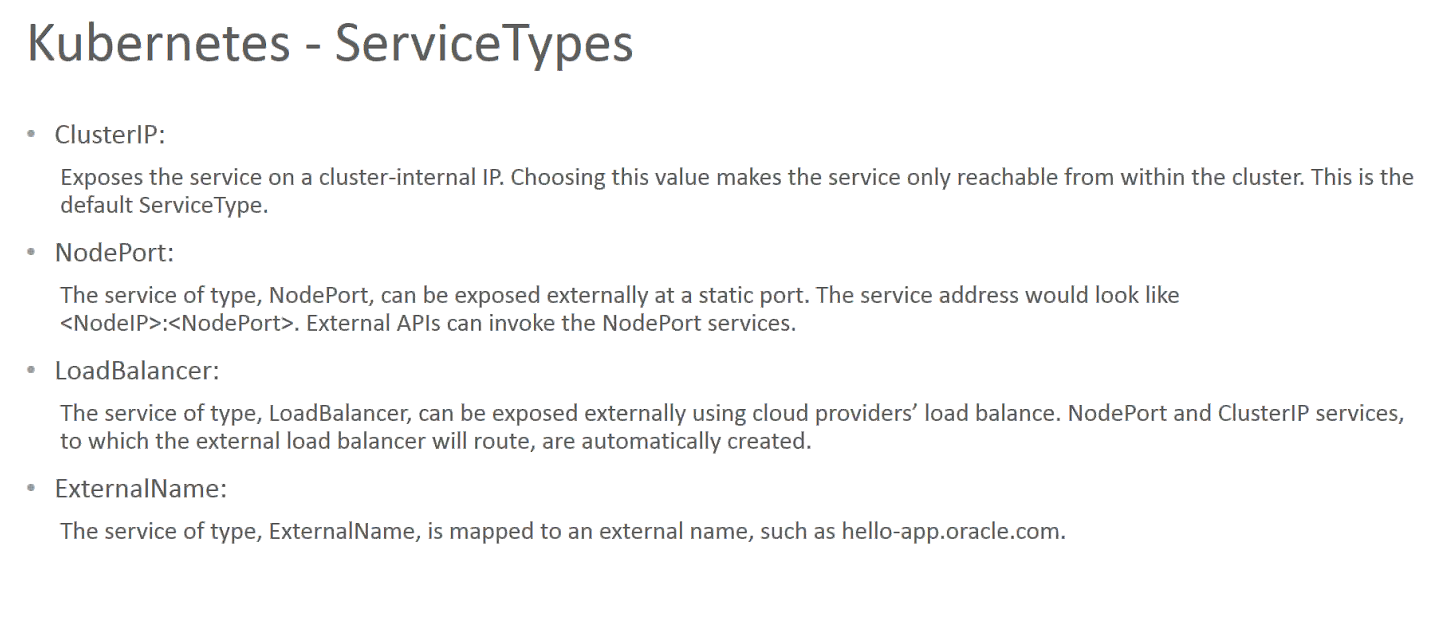 Kubernetes - ServiceTypes
• ClusterIP:
Exposes the service on a cluster-internal IP. Choosing this value makes the service only reachable from within the cluster. This is the
default ServiceType.
• NodePort:
The service of type, NodePort, can be exposed externally at a static port. The service address would look like
<NodeIP>:<NodePort>. External APIs can invoke the NodePort services.
• LoadBalancer:
The service of type, LoadBalancer, can be exposed externally using cloud providers’ load balance. NodePort and ClusterIP services,
to which the external load balancer will route, are automatically created.
• ExternalName:
The service of type, ExternalName, is mapped to an external name, such as hello-app.oracle.com.